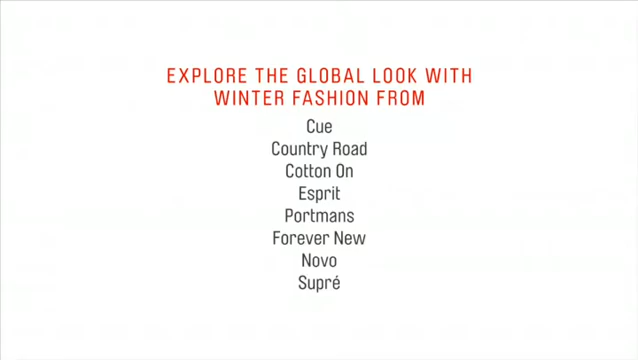 EXPLORE THE GLOBAL LOOK WITH
WINTER FASHION FROM
Cue
Country Road
Cotton On
Esprit
Portmans
Forever New
Novo
Supré